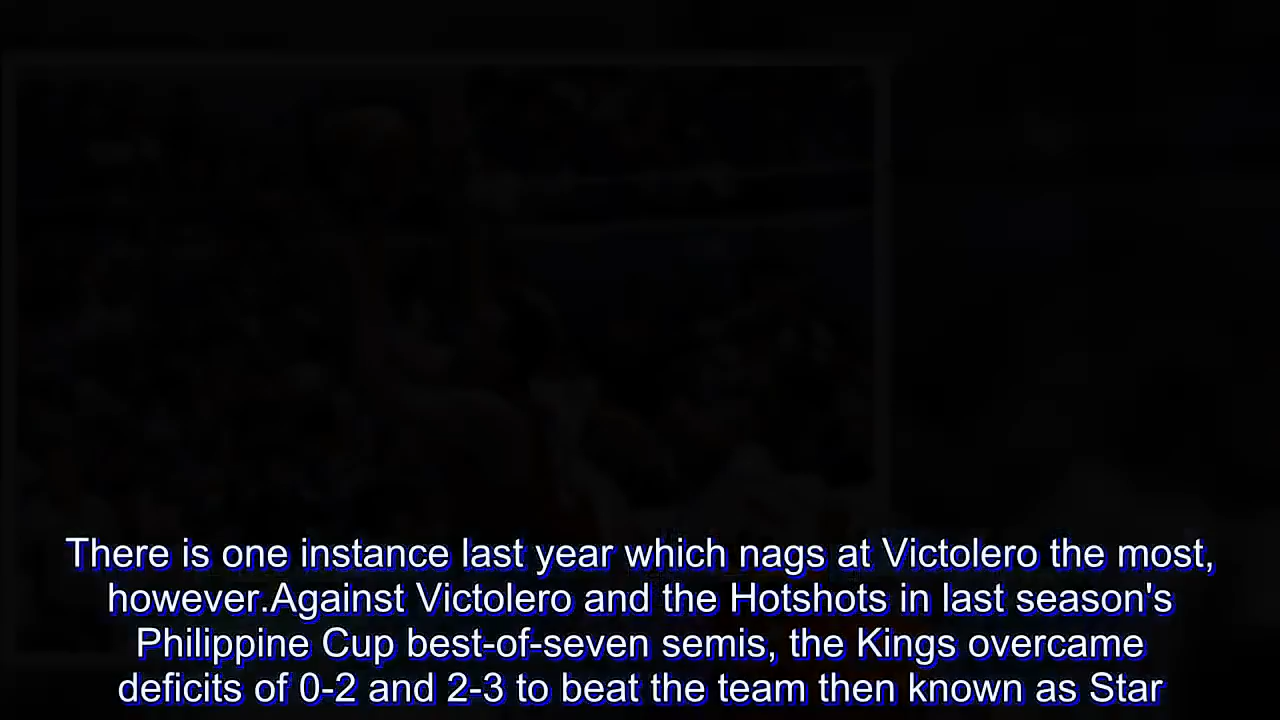 There is one instance last year which nags at Victolero the most,
however.Against Victolero and the Hotshots in last season's
Philippine Cup best-of-seven semis, the Kings overcame
deficits of 0-2 and 2-3 to beat the team then known as Star